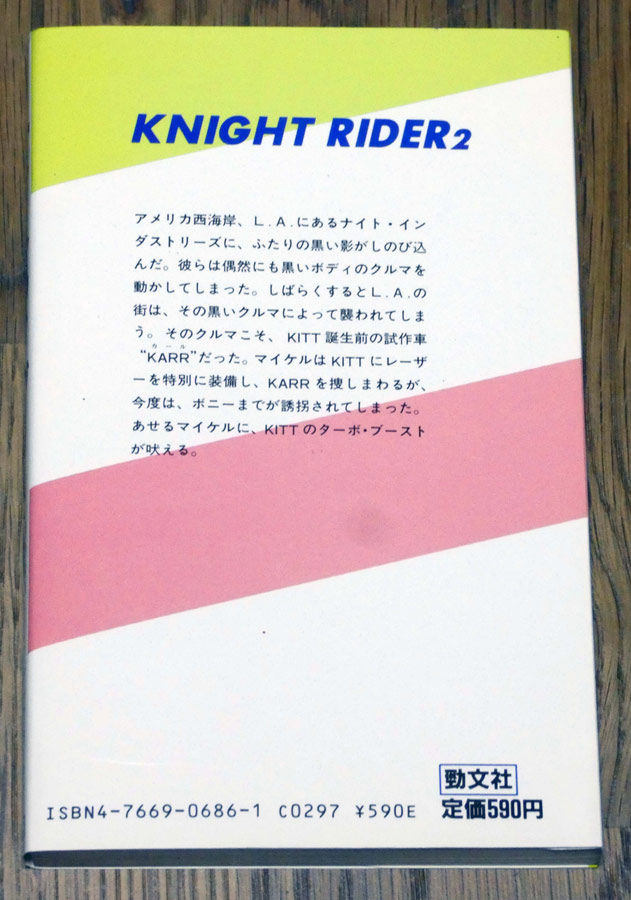 KNIGHT RIDER2
アメリカ西海岸、L.A.にあるナイト・イン
ダストリーズに、ふたりの黒い影がしのび込
んだ。彼らは偶然にも黒いボディのクルマを
動かしてしまった。しばらくするとL.A.の
街は、その黒いクルマによって襲われてしま
う。そのクルマこそ、KITT誕生前の試作車
カール
“KARR”だった。マイケルはKITTにレーザ
ーを特別に装備し、KARRを捜しまわるが、
今度は、ボニーまでが誘拐されてしまった。
あせるマイケルに、KITTのターボ・ブースト
が吠える。
勁文社
ISBN4-7669-0686-1 C0297 ¥590E
定価590円